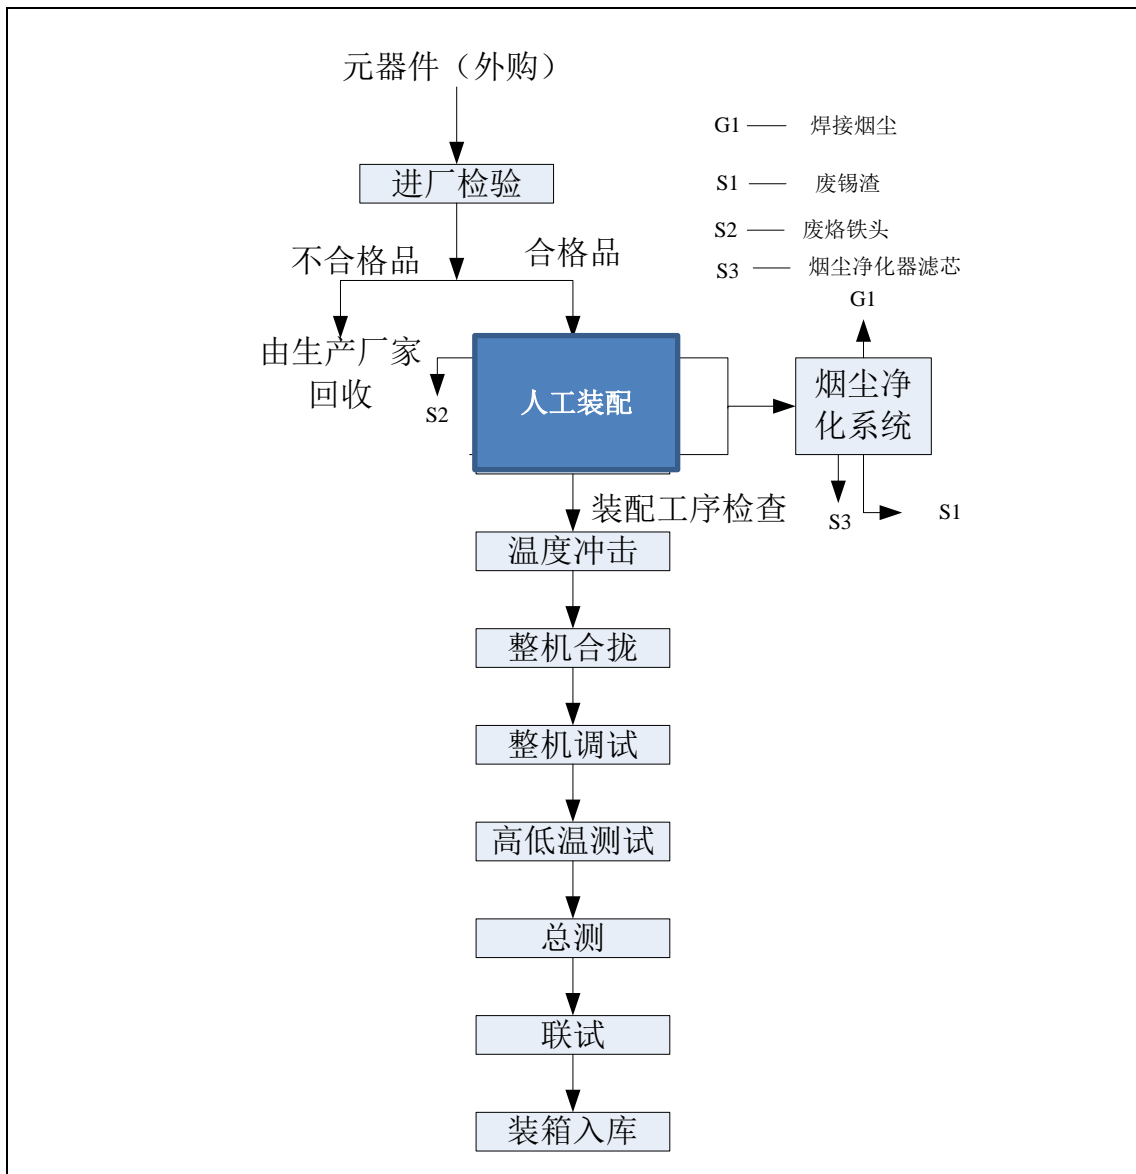 元器件（外购）
G1 —— 焊接烟尘
进厂检验
S1 —— 废锡渣
S2 —— 废烙铁头
不合格品
合格品
S3 —— 烟尘净化器滤芯
G1
由生产厂家
回收
S2
人工装配
烟尘净
化系统
装配工序检查
S3
S1
温度冲击
整机合拢
整机调试
高低温测试
总测
联试
装箱入库